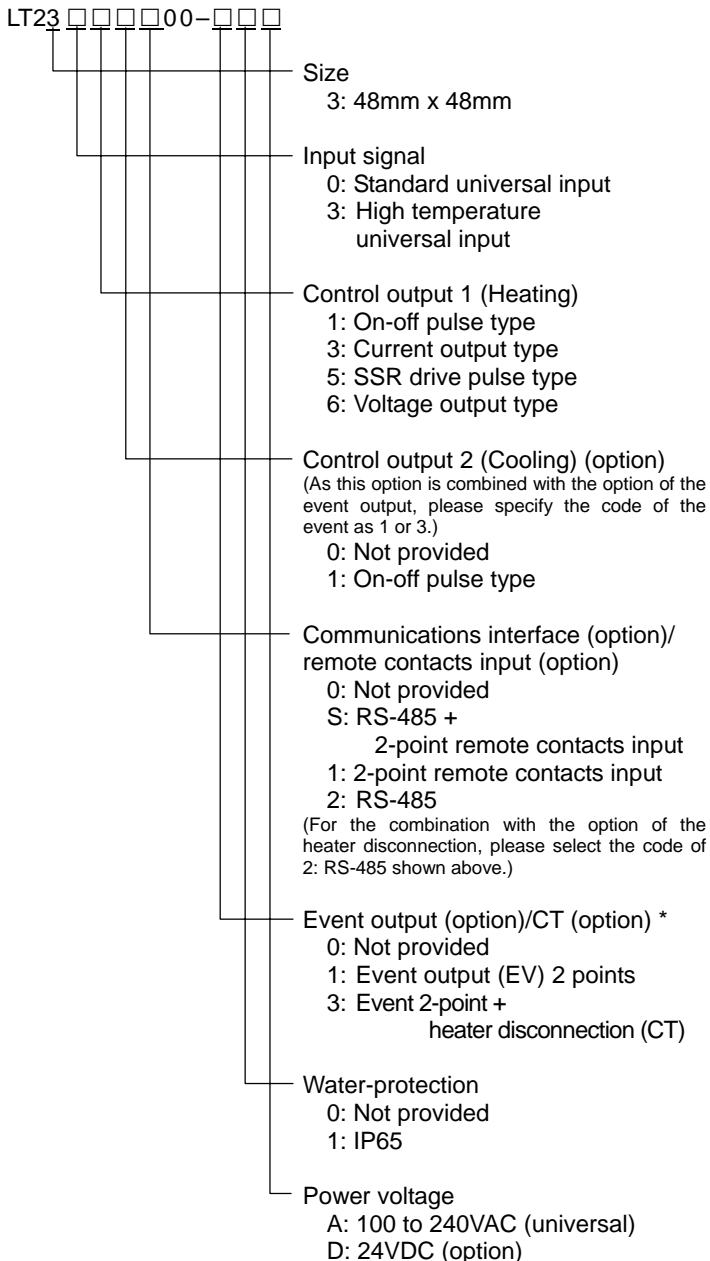 LT23□□□□00−□□□
Size
3: 48mm x 48mm
Input signal
0: Standard universal input
3: High temperature
universal input
Control output 1 (Heating)
1: On-off pulse type
3: Current output type
5: SSR drive pulse type
6: Voltage output type
Control output 2 (Cooling) (option)
(As this option is combined with the option of the
event output, please specify the code of the
event as 1 or 3.)
0: Not provided
1: On-off pulse type
Communications interface (option)/
remote contacts input (option)
0: Not provided
S: RS-485 +
2-point remote contacts input
1: 2-point remote contacts input
2: RS-485
(For the combination with the option of the
heater disconnection, please select the code of
2: RS-485 shown above.)
Event output (option)/CT (option) *
0: Not provided
1: Event output (EV) 2 points
3: Event 2-point +
heater disconnection (CT)
Water-protection
0: Not provided
1: IP65
Power voltage
A: 100 to 240VAC (universal)
D: 24VDC (option)